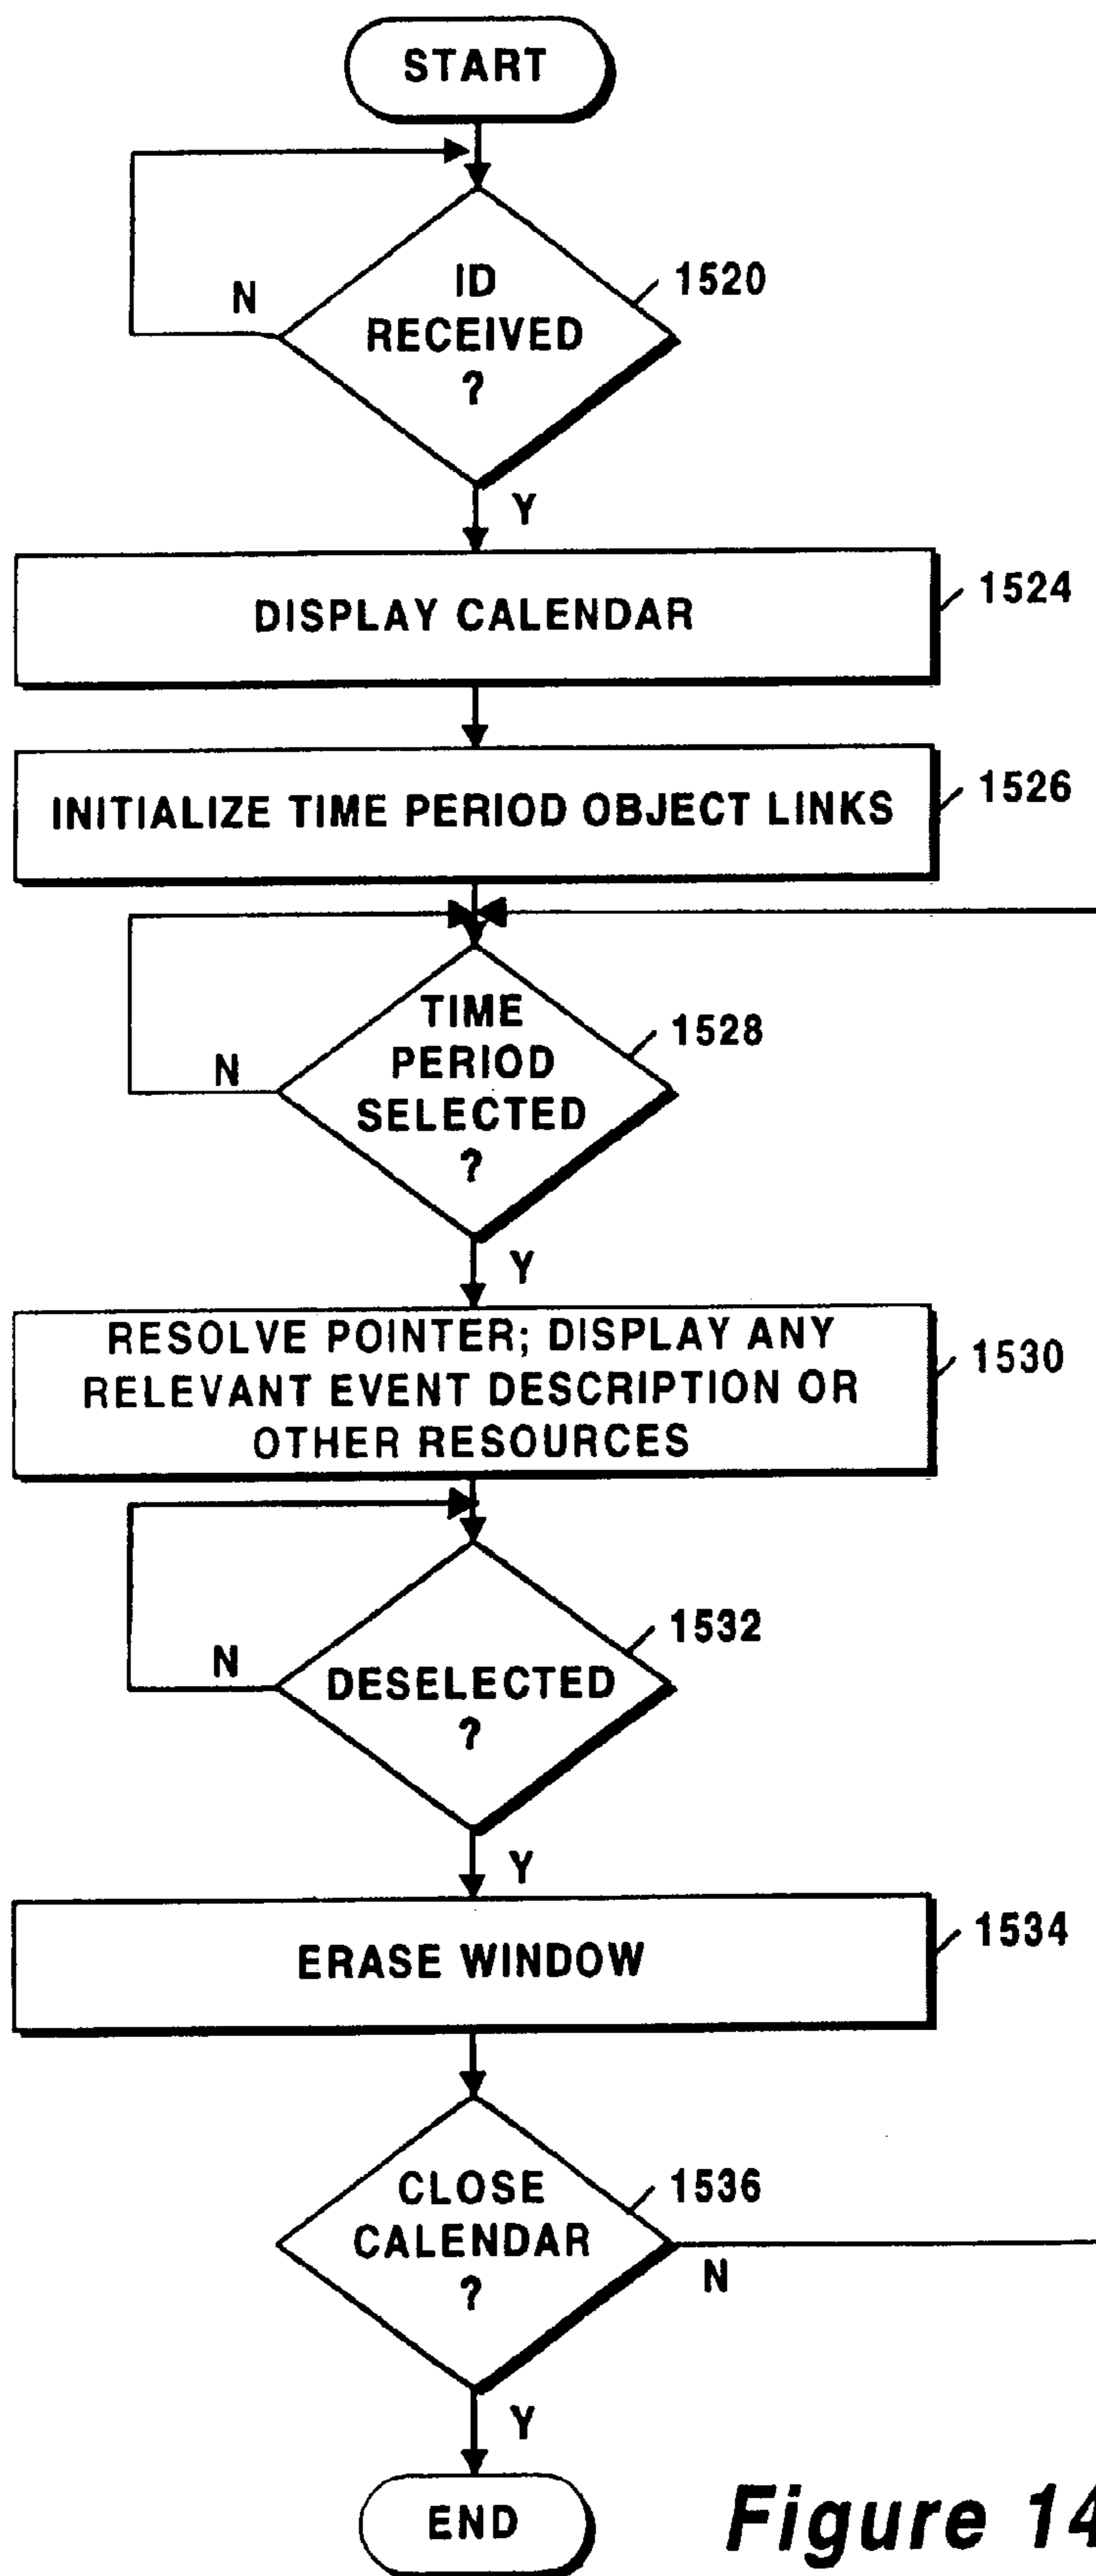 START
ID
RECEIVED
?
1520
N
Y
DISPLAY CALENDAR
1524
INITIALIZE TIME PERIOD OBJECT LINKS
1526
TIME
PERIOD
SELECTED
?
1528
N
Y
RESOLVE POINTER; DISPLAY ANY
RELEVANT EVENT DESCRIPTION OR
OTHER RESOURCES
1530
DESELECTED
?
1532
N
Y
ERASE WINDOW
1534
CLOSE
CALENDAR
?
1536
N
Y
END
Figure 14